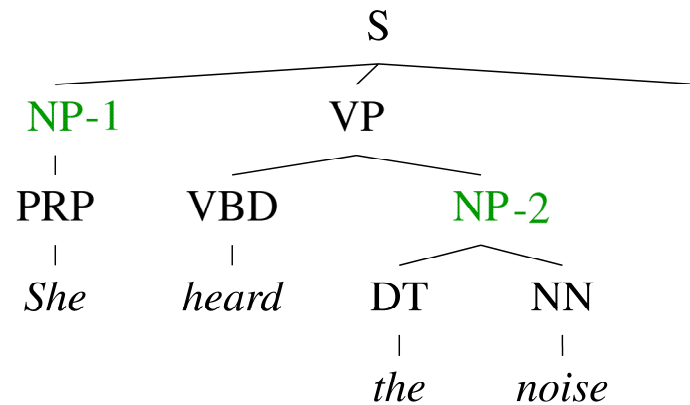 S
NP-1 VP
PRP VBD NP-2
She heard DT NN
the noise